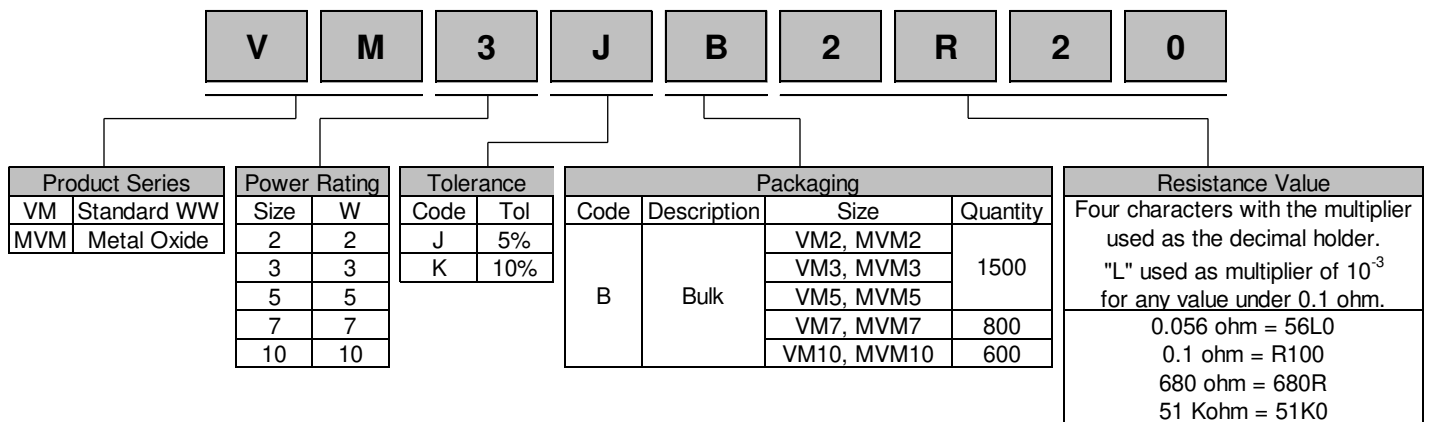 V M 3 J B 2 R 2 0
Product Series
VM Standard WW
MVM Metal Oxide
Power Rating
Size W
2 2
3 3
5 5
7 7
10 10
Tolerance
Code Tol
J 5%
K 10%
Packaging
Code Description Size Quantity
B Bulk
VM2, MVM2
VM3, MVM3 1500
VM5, MVM5
VM7, MVM7 800
VM10, MVM10 600
Resistance Value
Four characters with the multiplier
used as the decimal holder.
"L" used as multiplier of 10⁻³
for any value under 0.1 ohm.
0.056 ohm = 56L0
0.1 ohm = R100
680 ohm = 680R
51 Kohm = 51K0